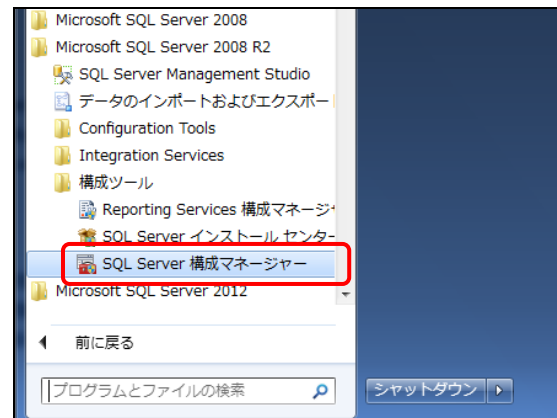 Microsoft SQL Server 2008
Microsoft SQL Server 2008 R2
SQL Server Management Studio
データのインポートおよびエクスポー
Configuration Tools
Integration Services
構成ツール
Reporting Services 構成マネージ
SQL Server インストール センター
SQL Server 構成マネージャー
Microsoft SQL Server 2012
前に戻る
プログラムとファイルの検索
シャットダウン